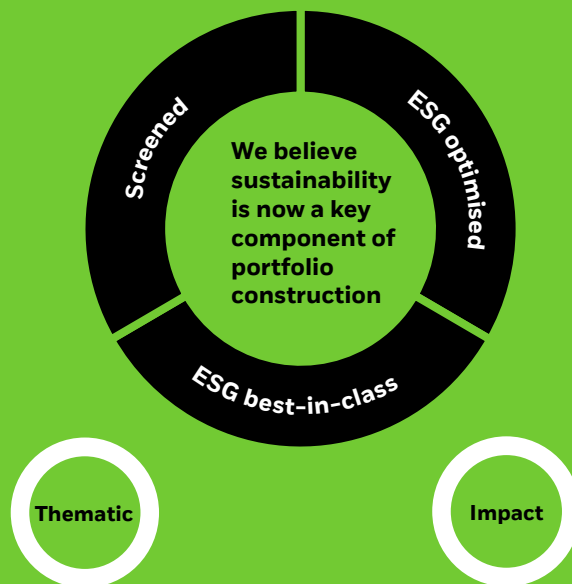 Screened
ESG optimised
We believe
sustainability
is now a key
component of
portfolio
construction
ESG best-in-class
Thematic
Impact